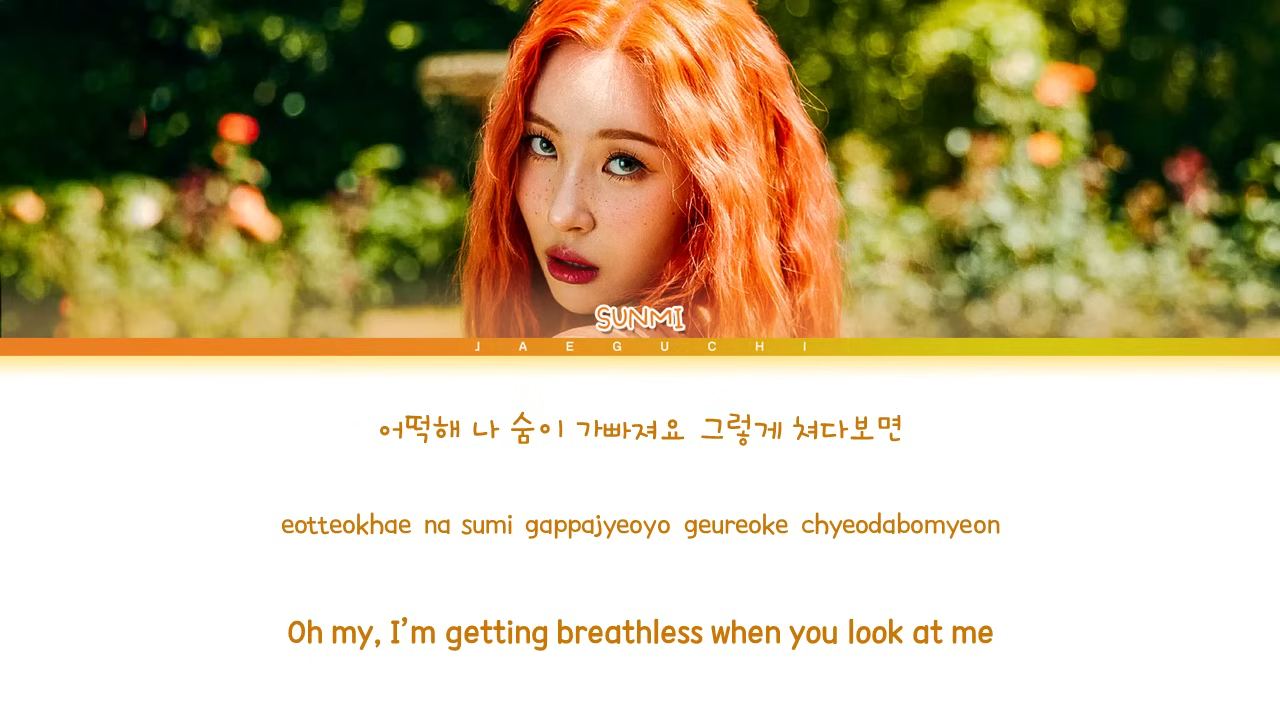 SUNMI
JAEGUCHI
어떡해 나 숨이 가빠져요 그렇게 쳐다보면
eotteokhae na sumi gappajyeoyo geureoke chyeodabomyeon
Oh my, I’m getting breathless when you look at me